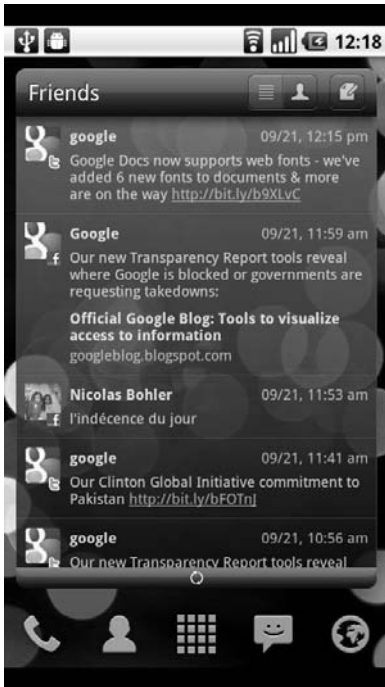 12:18
Friends
google 09/21, 12:15 pm
Google Docs now supports web fonts - we've
added 6 new fonts to documents & more
are on the way http://bit.ly/b9XLvC
Google 09/21, 11:59 am
Our new Transparency Report tools reveal
where Google is blocked or governments are
requesting takedowns:
Official Google Blog: Tools to visualize
access to information
googleblog.blogspot.com
Nicolas Bohler 09/21, 11:53 am
l'indécence du jour
google 09/21, 11:41 am
Our Clinton Global Initiative commitment to
Pakistan http://bit.ly/bFOTnJ
google 09/21, 10:56 am
Our new Transparency Report tools reveal